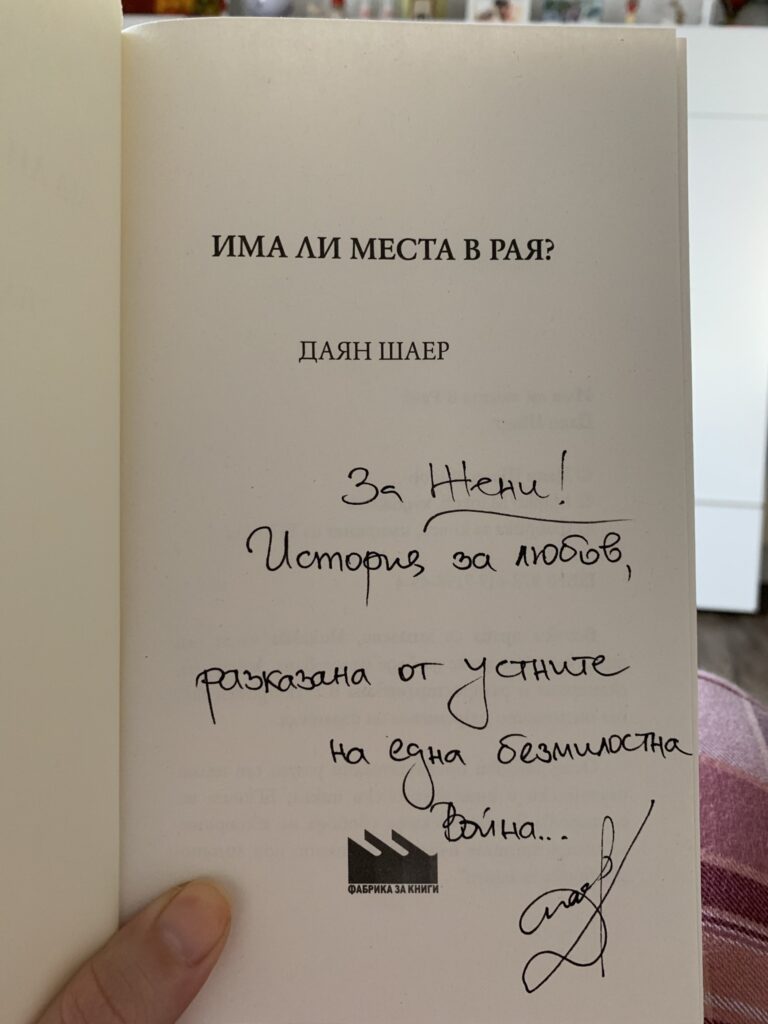 ИМА ЛИ МЕСТА В РАЯ?
ДАЯН ШАЕР
За Жени!
История за любов,
разказана от устните
на една безмилостна
война...
ФАБРИКА ЗА КНИГИ